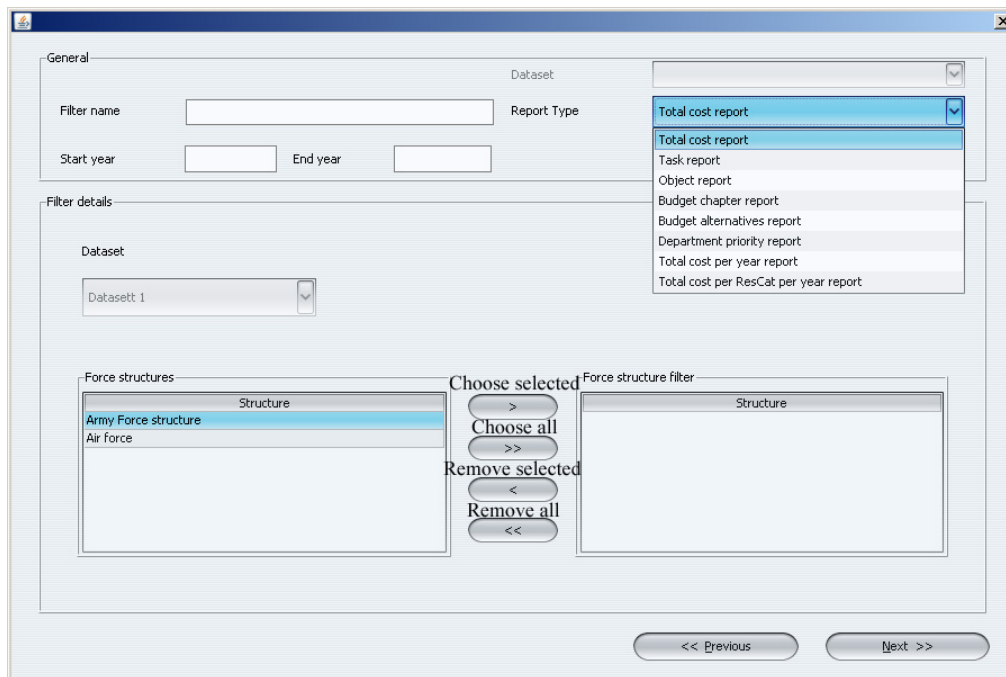 General
Dataset
Filter name
Report Type
Total cost report
Total cost report
Task report
Object report
Budget chapter report
Budget alternatives report
Department priority report
Total cost per year report
Total cost per ResCat per year report
Start year
End year
Filter details
Dataset
Datasett 1
Force structures
Structure
Army Force structure
Air force
Choose selected
>
Choose all
>>
Remove selected
<
Remove all
<<
Force structure filter
Structure
<< Previous
Next >>